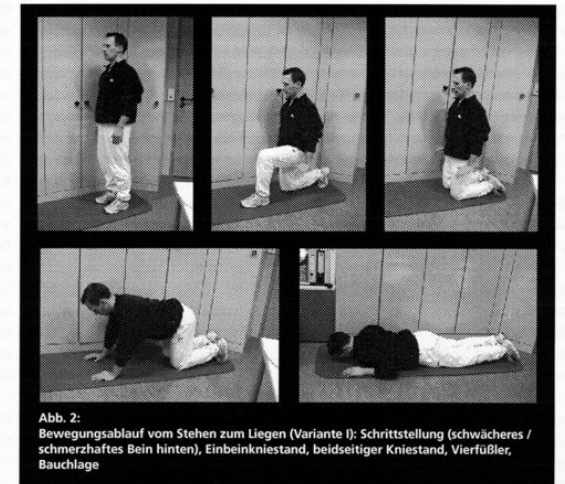 Abb. 2:
Bewegungsablauf vom Stehen zum Liegen (Variante I): Schrittstellung (schwächeres /
schmerzhaftes Bein hinten), Einbeinkniestand, beidseitiger Kniestand, Vierfüßler,
Bauchlage